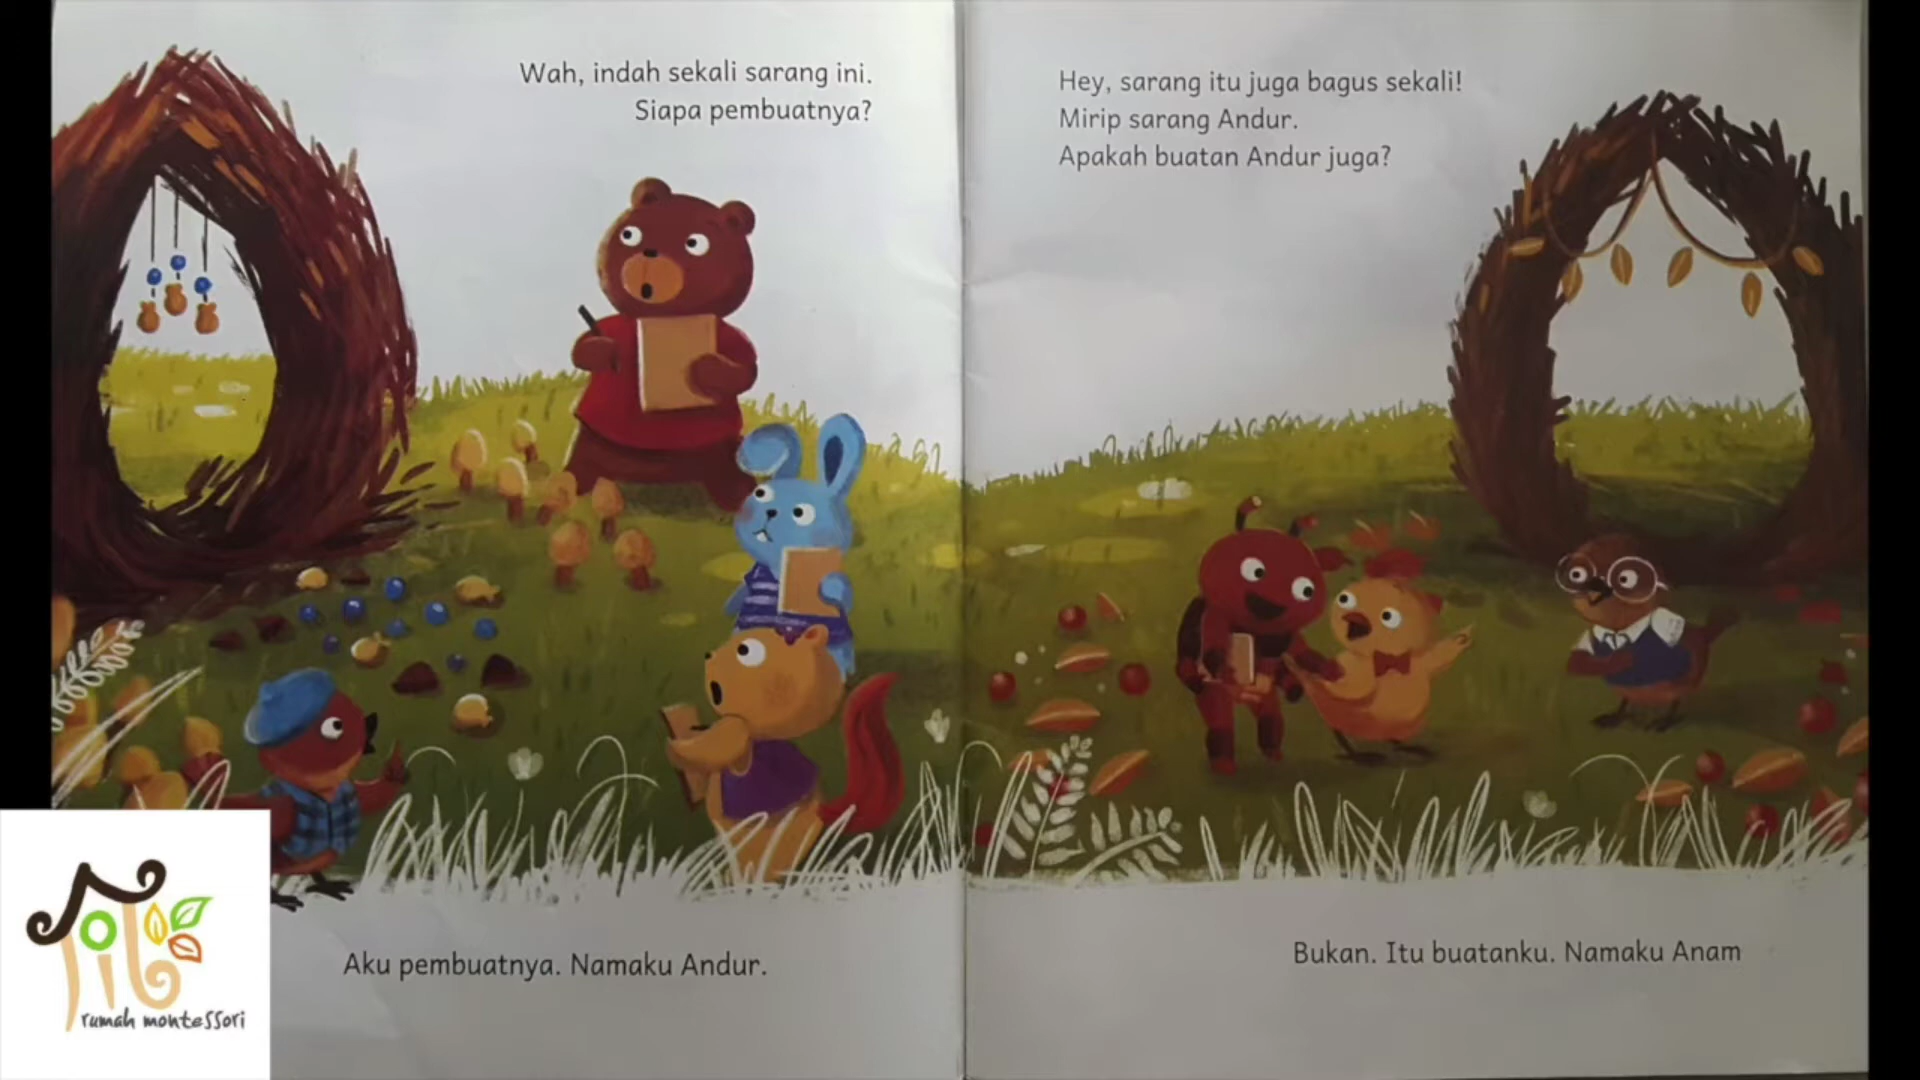 Wah, indah sekali sarang ini.
Siapa pembuatnya?
Aku pembuatnya. Namaku Andur.
Hey, sarang itu juga bagus sekali!
Mirip sarang Andur.
Apakah buatan Andur juga?
Bukan. Itu buatanku. Namaku Anam
rumah montessori